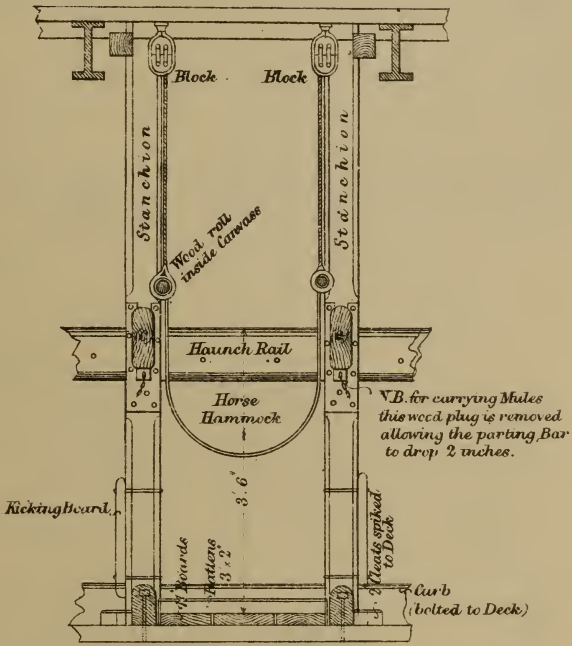 Block
Block
Stanchion
Stanchion
Wood roll
inside Canvass
Haunch Rail
Horse
Hammock
N.B. for carrying Mules
this wood plug is removed
allowing the parting Bar
to drop 2 inches.
3'. 6"
Kicking Board
Boards
Battens
3 x 2"
2 Cleats spiked
to Deck
Curb
(bolted to Deck)